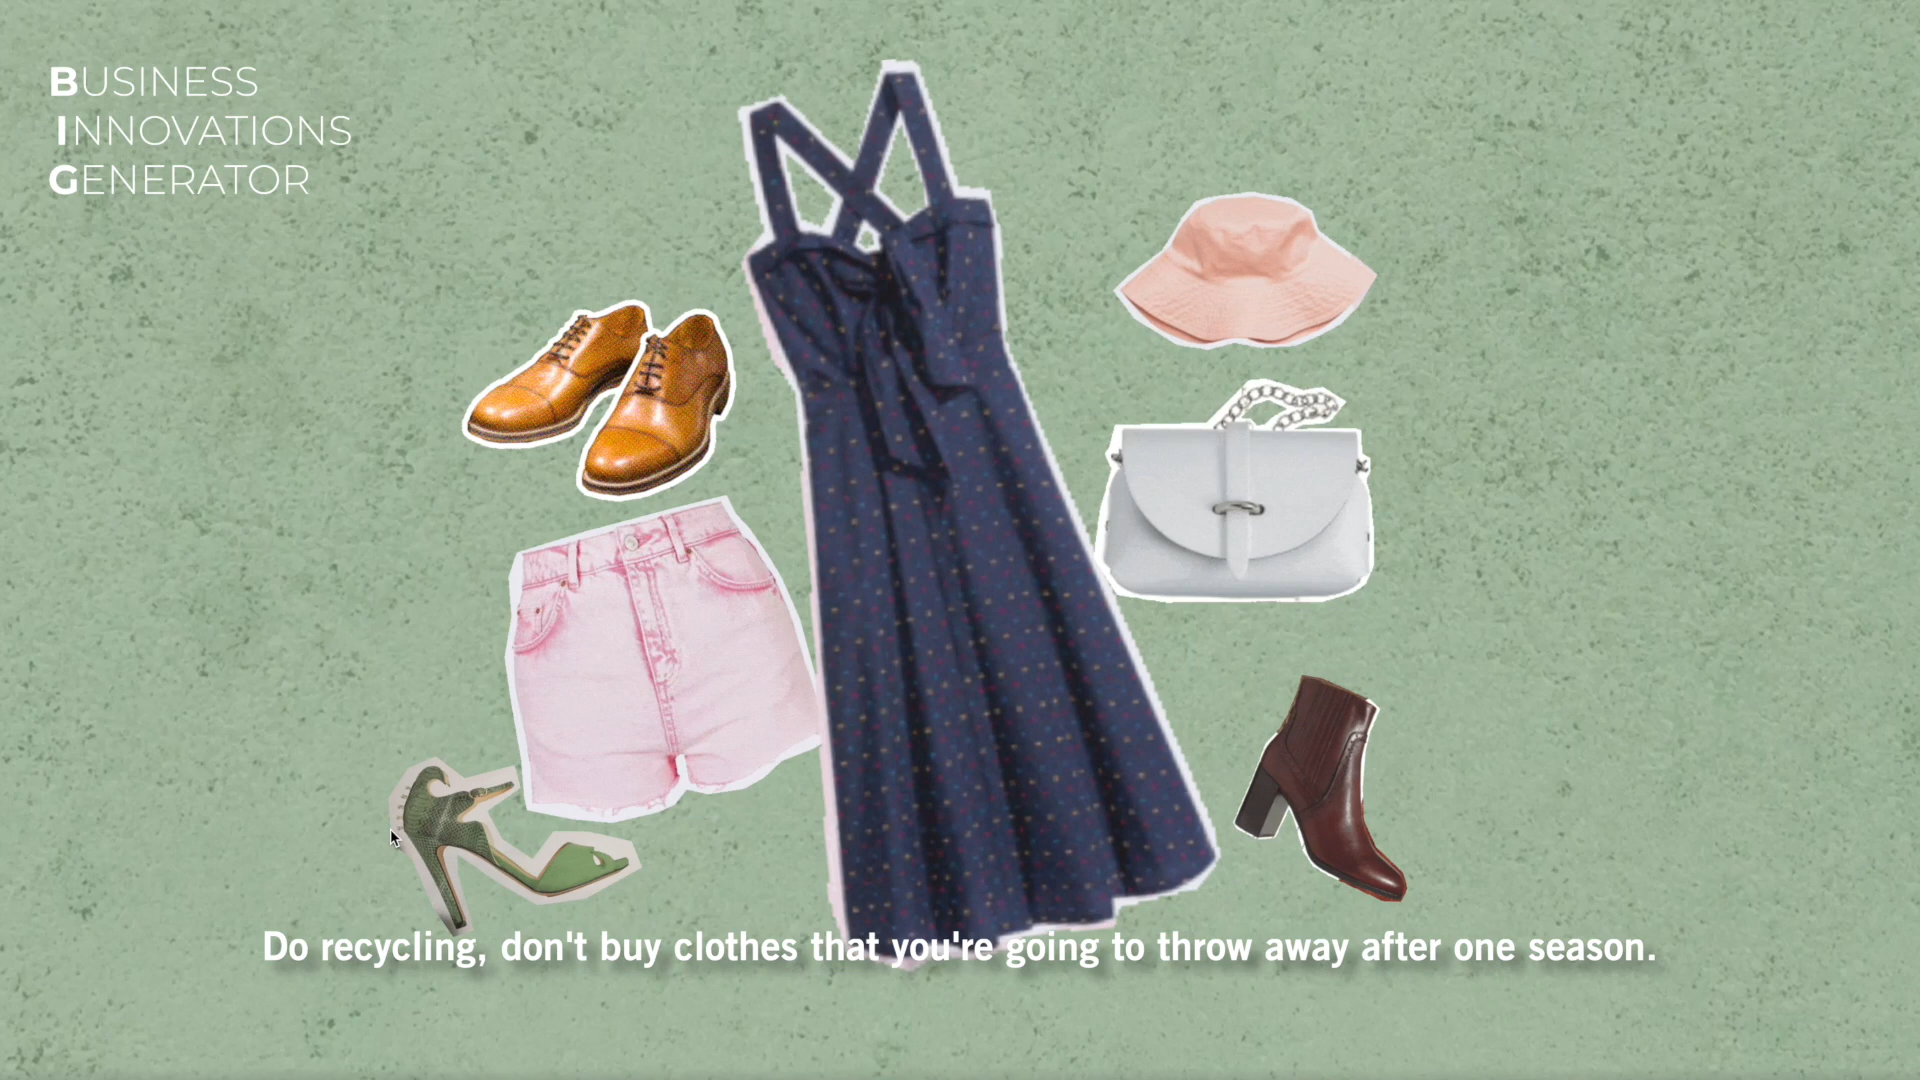 BUSINESS
INNOVATIONS
GENERATOR
Do recycling, don't buy clothes that you're going to throw away after one season.